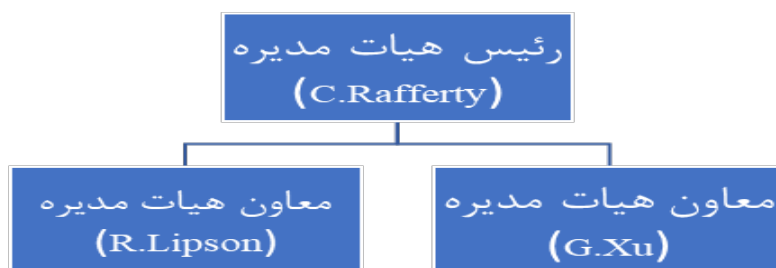 رئیس هیات مدیره
(C.Rafferty)
معاون هیات مدیره
(G.Xu)
معاون هیات مدیره
(R.Lipson)